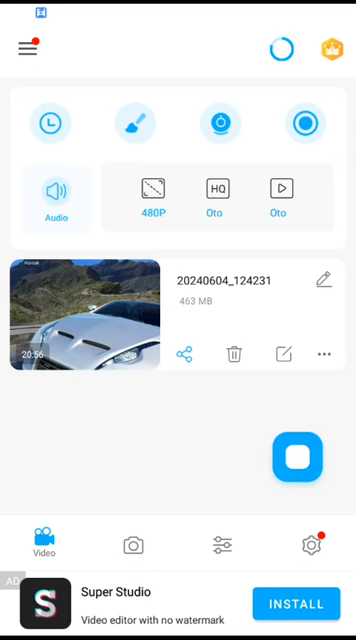 Audio
HQ
480P
Oto
Oto
20240604_124231
463 MB
20:56
Video
AD
S
Super Studio
Video editor with no watermark
INSTALL